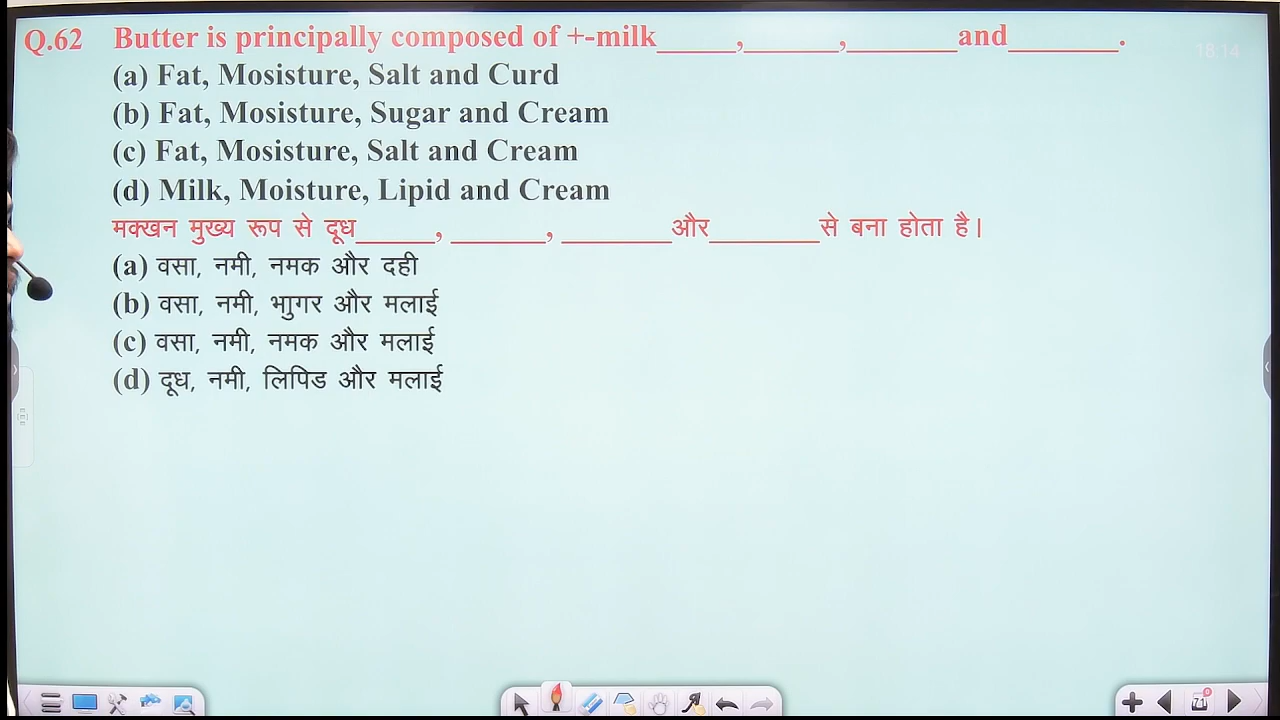 Q.62 Butter is principally composed of +-milk_____,______,_______and_______.
18:14
(a) Fat, Mosisture, Salt and Curd
(b) Fat, Mosisture, Sugar and Cream
(c) Fat, Mosisture, Salt and Cream
(d) Milk, Moisture, Lipid and Cream
मक्खन मुख्य रूप से दूध_____, ______, _______और_______से बना होता है।
(a) वसा, नमी, नमक और दही
(b) वसा, नमी, भाुगर और मलाई
(c) वसा, नमी, नमक और मलाई
(d) दूध, नमी, लिपिड और मलाई